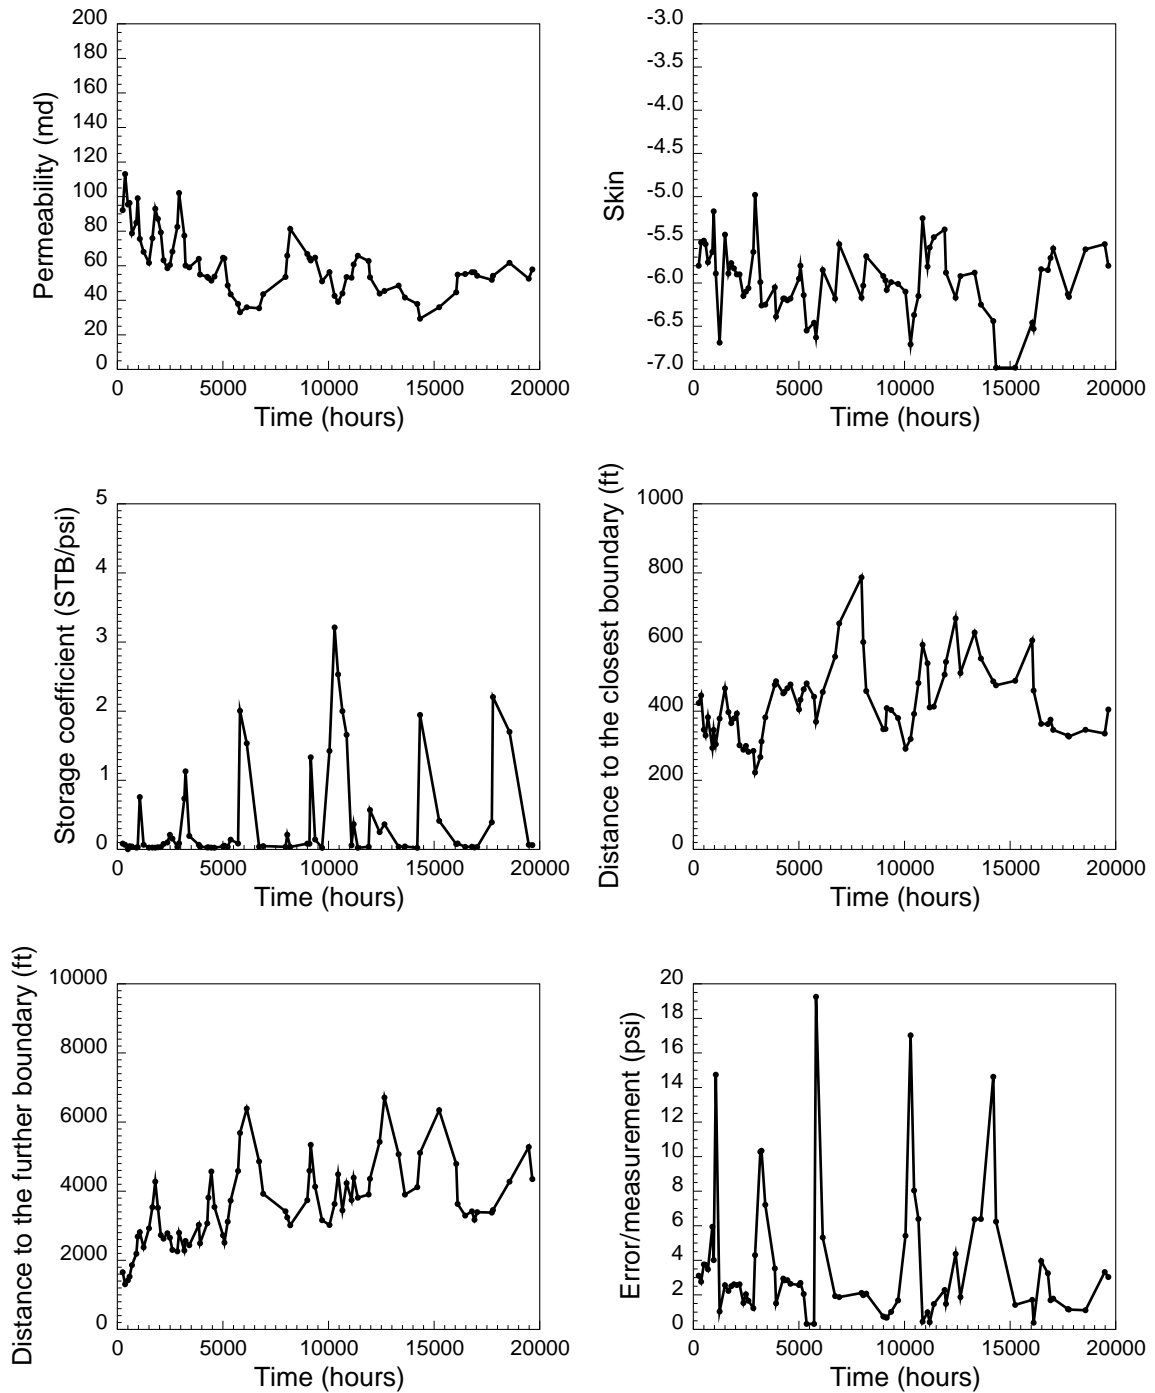 Permeability (md)
200
180
160
140
120
100
80
60
40
20
0
0 5000 10000 15000 20000
Time (hours)
Skin
-3.0
-3.5
-4.0
-4.5
-5.0
-5.5
-6.0
-6.5
-7.0
0 5000 10000 15000 20000
Time (hours)
Storage coefficient (STB/psi)
5
4
3
2
1
0
0 5000 10000 15000 20000
Time (hours)
Distance to the closest boundary (ft)
1000
800
600
400
200
0
0 5000 10000 15000 20000
Time (hours)
Distance to the further boundary (ft)
10000
8000
6000
4000
2000
0
0 5000 10000 15000 20000
Time (hours)
Error/measurement (psi)
20
18
16
14
12
10
8
6
4
2
0
0 5000 10000 15000 20000
Time (hours)